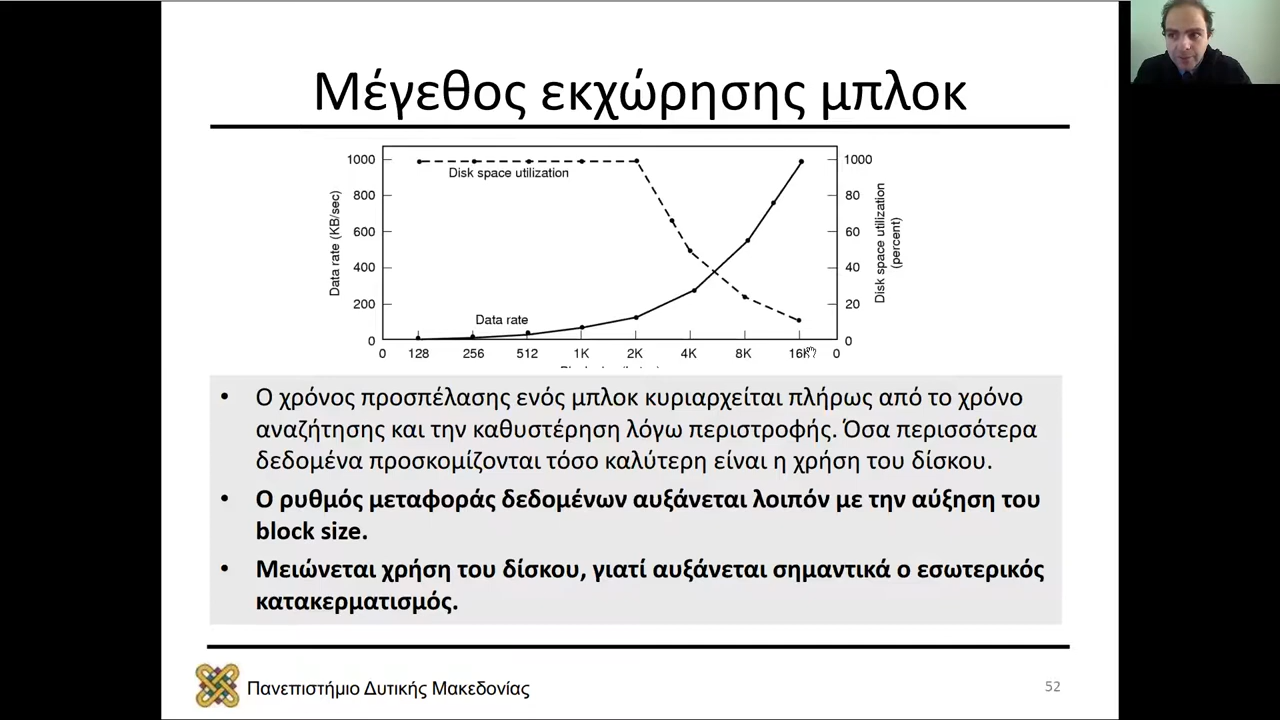 Μέγεθος εκχώρησης μπλοκ
1000
800
600
400
200
0
Data rate (KB/sec)
Disk space utilization
Data rate
1000
80
60
40
20
0
Disk space utilization
(percent)
0 128 256 512 1K 2K 4K 8K 16K 0
• Ο χρόνος προσπέλασης ενός μπλοκ κυριαρχείται πλήρως από το χρόνο
αναζήτησης και την καθυστέρηση λόγω περιστροφής. Όσα περισσότερα
δεδομένα προσκομίζονται τόσο καλύτερη είναι η χρήση του δίσκου.
• Ο ρυθμός μεταφοράς δεδομένων αυξάνεται λοιπόν με την αύξηση του
block size.
• Μειώνεται χρήση του δίσκου, γιατί αυξάνεται σημαντικά ο εσωτερικός
κατακερματισμός.
Πανεπιστήμιο Δυτικής Μακεδονίας
52